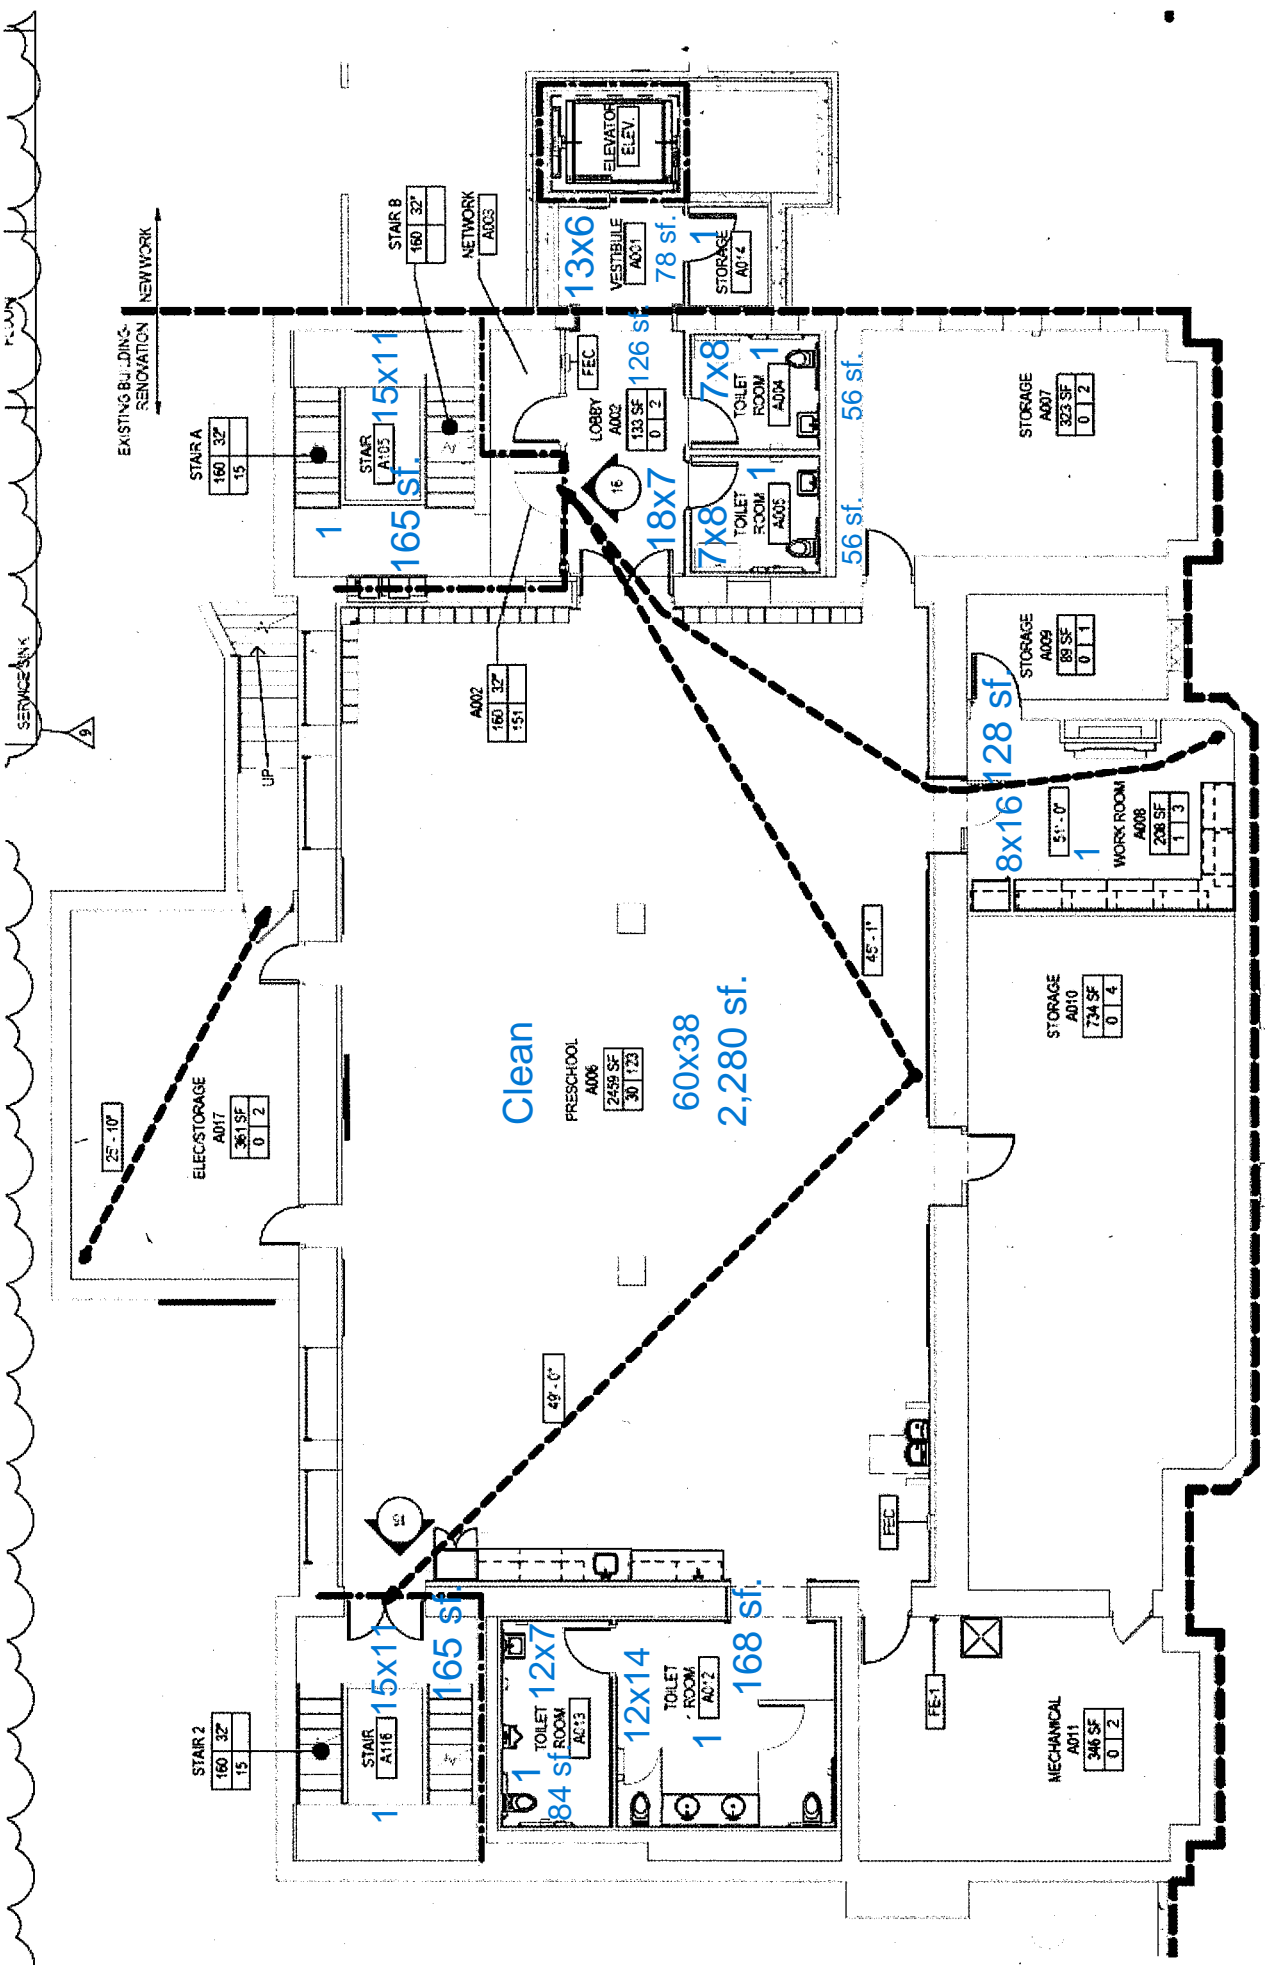 FLOOR
SERVICE SINK
9
EXISTING BUILDING-
RENOVATION
NEW WORK
STAIR A
160 32"
15
STAIR B
160 32"
NETWORK
A003
ELEVATOR
ELEV.
13x6
VESTIBULE
A001
78 sf.
STORAGE
A014
1
STAIR
A105
15x11
165 sf.
1
FEC
LOBBY
A002
133 SF
0 2
126 sf.
18x7
16
7x8
TOILET
ROOM
A004
1
56 sf.
7x8
TOILET
ROOM
A005
1
56 sf.
STORAGE
A007
323 SF
0 2
A002
160 32"
151
UP
STORAGE
A009
89 SF
0 1
128 sf.
8x16
51' - 0"
1
WORK ROOM
A008
208 SF
1 3
45' - 1"
25' - 10"
ELEC/STORAGE
A017
361 SF
0 2
Clean
PRESCHOOL
A006
2459 SF
30 123
60x38
2,280 sf.
STORAGE
A010
734 SF
0 4
49' - 0"
FEC
STAIR 2
160 32"
15
STAIR
A116
15x11
165 sf.
1
12x7
TOILET
ROOM
A013
1
84 sf.
12x14
TOILET
ROOM
A012
168 sf.
1
FE-1
MECHANICAL
A011
346 SF
0 2